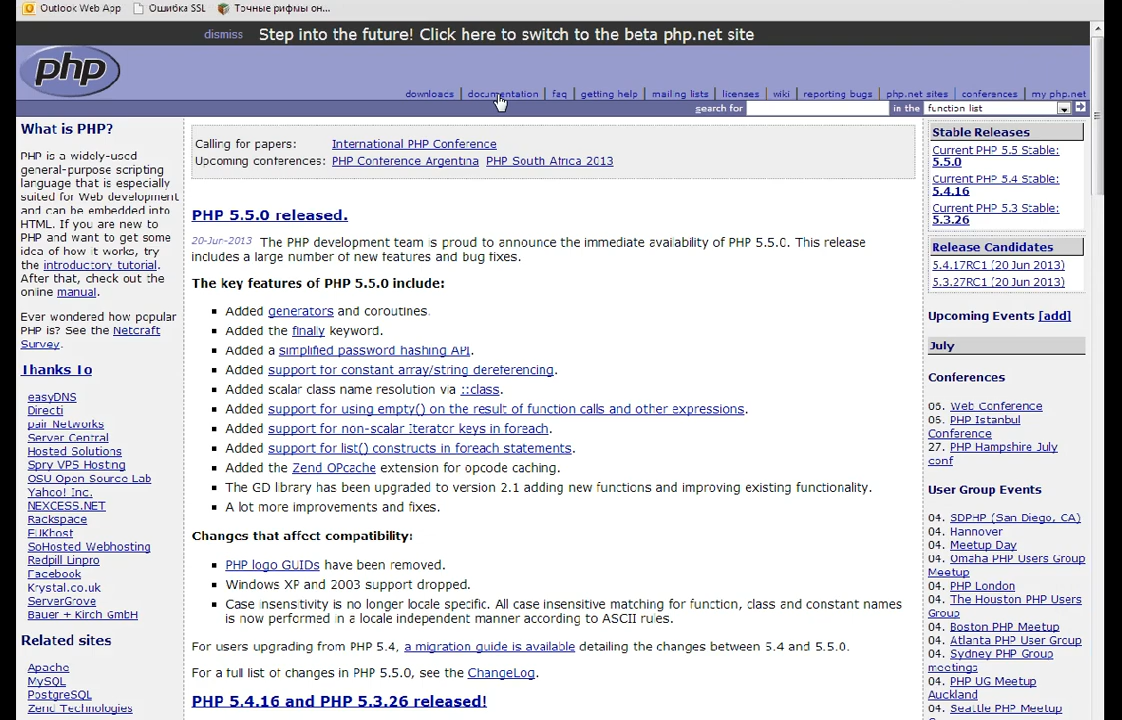 Outlook Web App Ошибка SSL Точные рифмы он...
dismiss Step into the future! Click here to switch to the beta php.net site
php
downloads documentation faq getting help mailing lists licenses wiki reporting bugs php.net sites conferences my php.net
search for in the function list
What is PHP?
PHP is a widely-used
general-purpose scripting
language that is especially
suited for Web development
and can be embedded into
HTML. If you are new to
PHP and want to get some
idea of how it works, try
the introductory tutorial.
After that, check out the
online manual.
Ever wondered how popular
PHP is? See the Netcraft
Survey.
Thanks To
easyDNS
Directi
pair Networks
Server Central
Hosted Solutions
Spry VPS Hosting
OSU Open Source Lab
Yahoo! Inc.
NEXCESS.NET
Rackspace
EUKhost
SoHosted Webhosting
Redpill Linpro
Facebook
Krystal.co.uk
ServerGrove
Bauer + Kirch GmbH
Related sites
Apache
MySQL
PostgreSQL
Zend Technologies
Calling for papers: International PHP Conference
Upcoming conferences: PHP Conference Argentina PHP South Africa 2013
PHP 5.5.0 released.
20-Jun-2013 The PHP development team is proud to announce the immediate availability of PHP 5.5.0. This release
includes a large number of new features and bug fixes.
The key features of PHP 5.5.0 include:
Added generators and coroutines.
Added the finally keyword.
Added a simplified password hashing API.
Added support for constant array/string dereferencing.
Added scalar class name resolution via ::class.
Added support for using empty() on the result of function calls and other expressions.
Added support for non-scalar Iterator keys in foreach.
Added support for list() constructs in foreach statements.
Added the Zend OPcache extension for opcode caching.
The GD library has been upgraded to version 2.1 adding new functions and improving existing functionality.
A lot more improvements and fixes.
Changes that affect compatibility:
PHP logo GUIDs have been removed.
Windows XP and 2003 support dropped.
Case insensitivity is no longer locale specific. All case insensitive matching for function, class and constant names
is now performed in a locale independent manner according to ASCII rules.
For users upgrading from PHP 5.4, a migration guide is available detailing the changes between 5.4 and 5.5.0.
For a full list of changes in PHP 5.5.0, see the ChangeLog.
PHP 5.4.16 and PHP 5.3.26 released!
Stable Releases
Current PHP 5.5 Stable:
5.5.0
Current PHP 5.4 Stable:
5.4.16
Current PHP 5.3 Stable:
5.3.26
Release Candidates
5.4.17RC1 (20 Jun 2013)
5.3.27RC1 (20 Jun 2013)
Upcoming Events [add]
July
Conferences
05. Web Conference
05. PHP Istanbul
Conference
27. PHP Hampshire July
conf
User Group Events
04. SDPHP (San Diego, CA)
04. Hannover
04. Meetup Day
04. Omaha PHP Users Group
Meetup
04. PHP London
04. The Houston PHP Users
Group
04. Boston PHP Meetup
04. Atlanta PHP User Group
04. Sydney PHP Group
meetings
04. PHP UG Meetup
Auckland
04. Seattle PHP Meetup